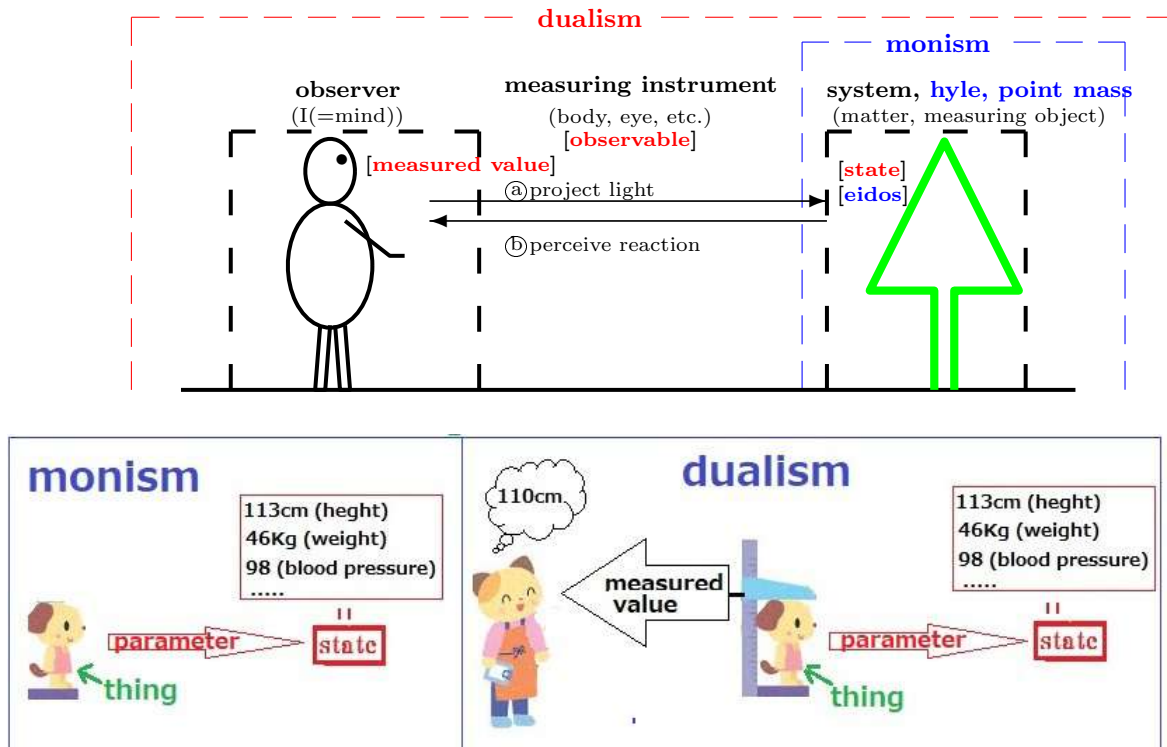 dualism
monism
observer
(I(=mind))
measuring instrument
(body, eye, etc.)
[observable]
system, hyle, point mass
(matter, measuring object)
[measured value]
[state]
[eidos]
ⓐproject light
ⓑperceive reaction
monism
113cm (heght)
46Kg (weight)
98 (blood pressure)
.....
parameter
state
thing
dualism
110cm
measured
value
113cm (heght)
46Kg (weight)
98 (blood pressure)
.....
parameter
state
thing